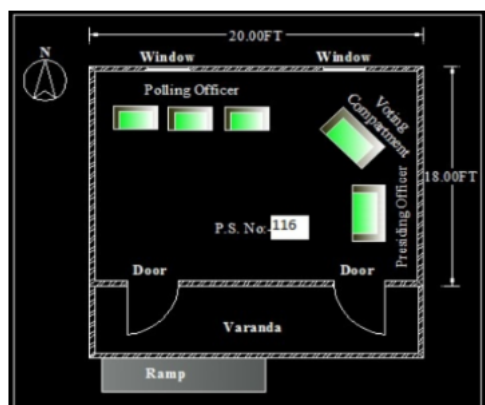 20.00FT
N
Window
Window
Polling Officer
Voting
Compartment
18.00FT
Presiding Officer
P.S. No:-116
Door
Door
Varanda
Ramp